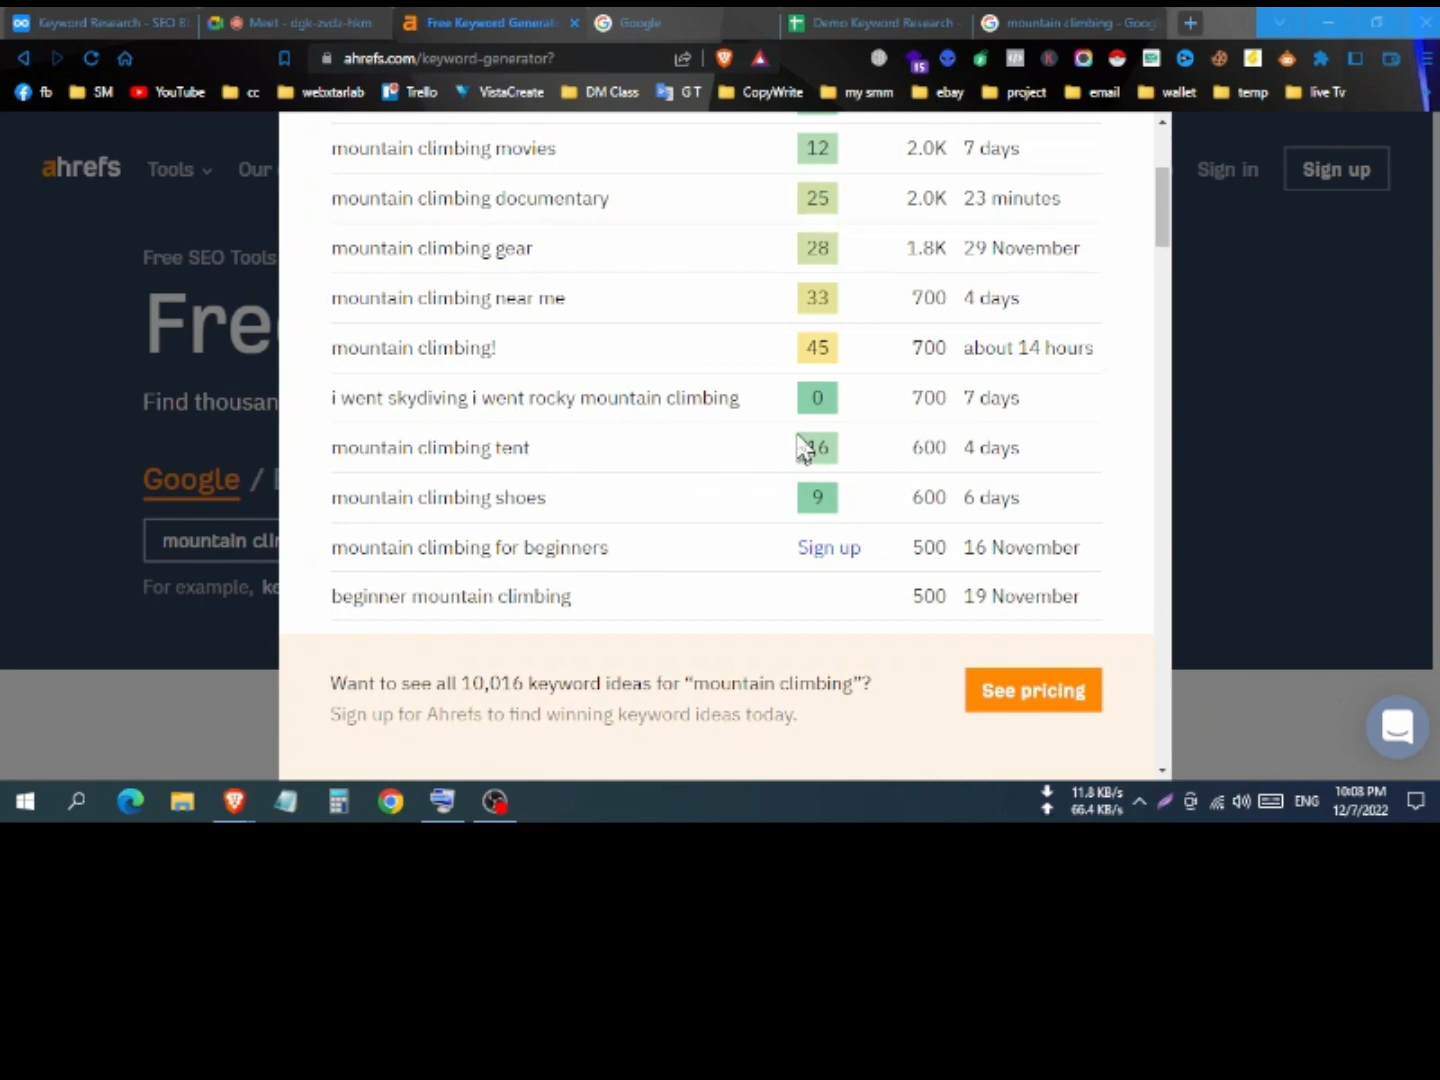 Keyword Research - SEO B
Meet - dgk-zvdz-hkm
Free Keyword Generat
Google
Demo Keyword Research -
mountain climbing - Goog
ahrefs.com/keyword-generator?
15
fb
SM
YouTube
cc
webxtarlab
Trello
VistaCreate
DM Class
G T
CopyWrite
my smm
ebay
project
email
wallet
temp
live Tv
ahrefs
Tools
Our
Sign in
Sign up
Free SEO Tools
Fre
Find thousan
Google /
mountain cli
For example, ke
mountain climbing movies 12 2.0K 7 days
mountain climbing documentary 25 2.0K 23 minutes
mountain climbing gear 28 1.8K 29 November
mountain climbing near me 33 700 4 days
mountain climbing! 45 700 about 14 hours
i went skydiving i went rocky mountain climbing 0 700 7 days
mountain climbing tent 16 600 4 days
mountain climbing shoes 9 600 6 days
mountain climbing for beginners Sign up 500 16 November
beginner mountain climbing 500 19 November
Want to see all 10,016 keyword ideas for “mountain climbing”?
Sign up for Ahrefs to find winning keyword ideas today.
See pricing
11.8 KB/s
66.4 KB/s
ENG
10:08 PM
12/7/2022